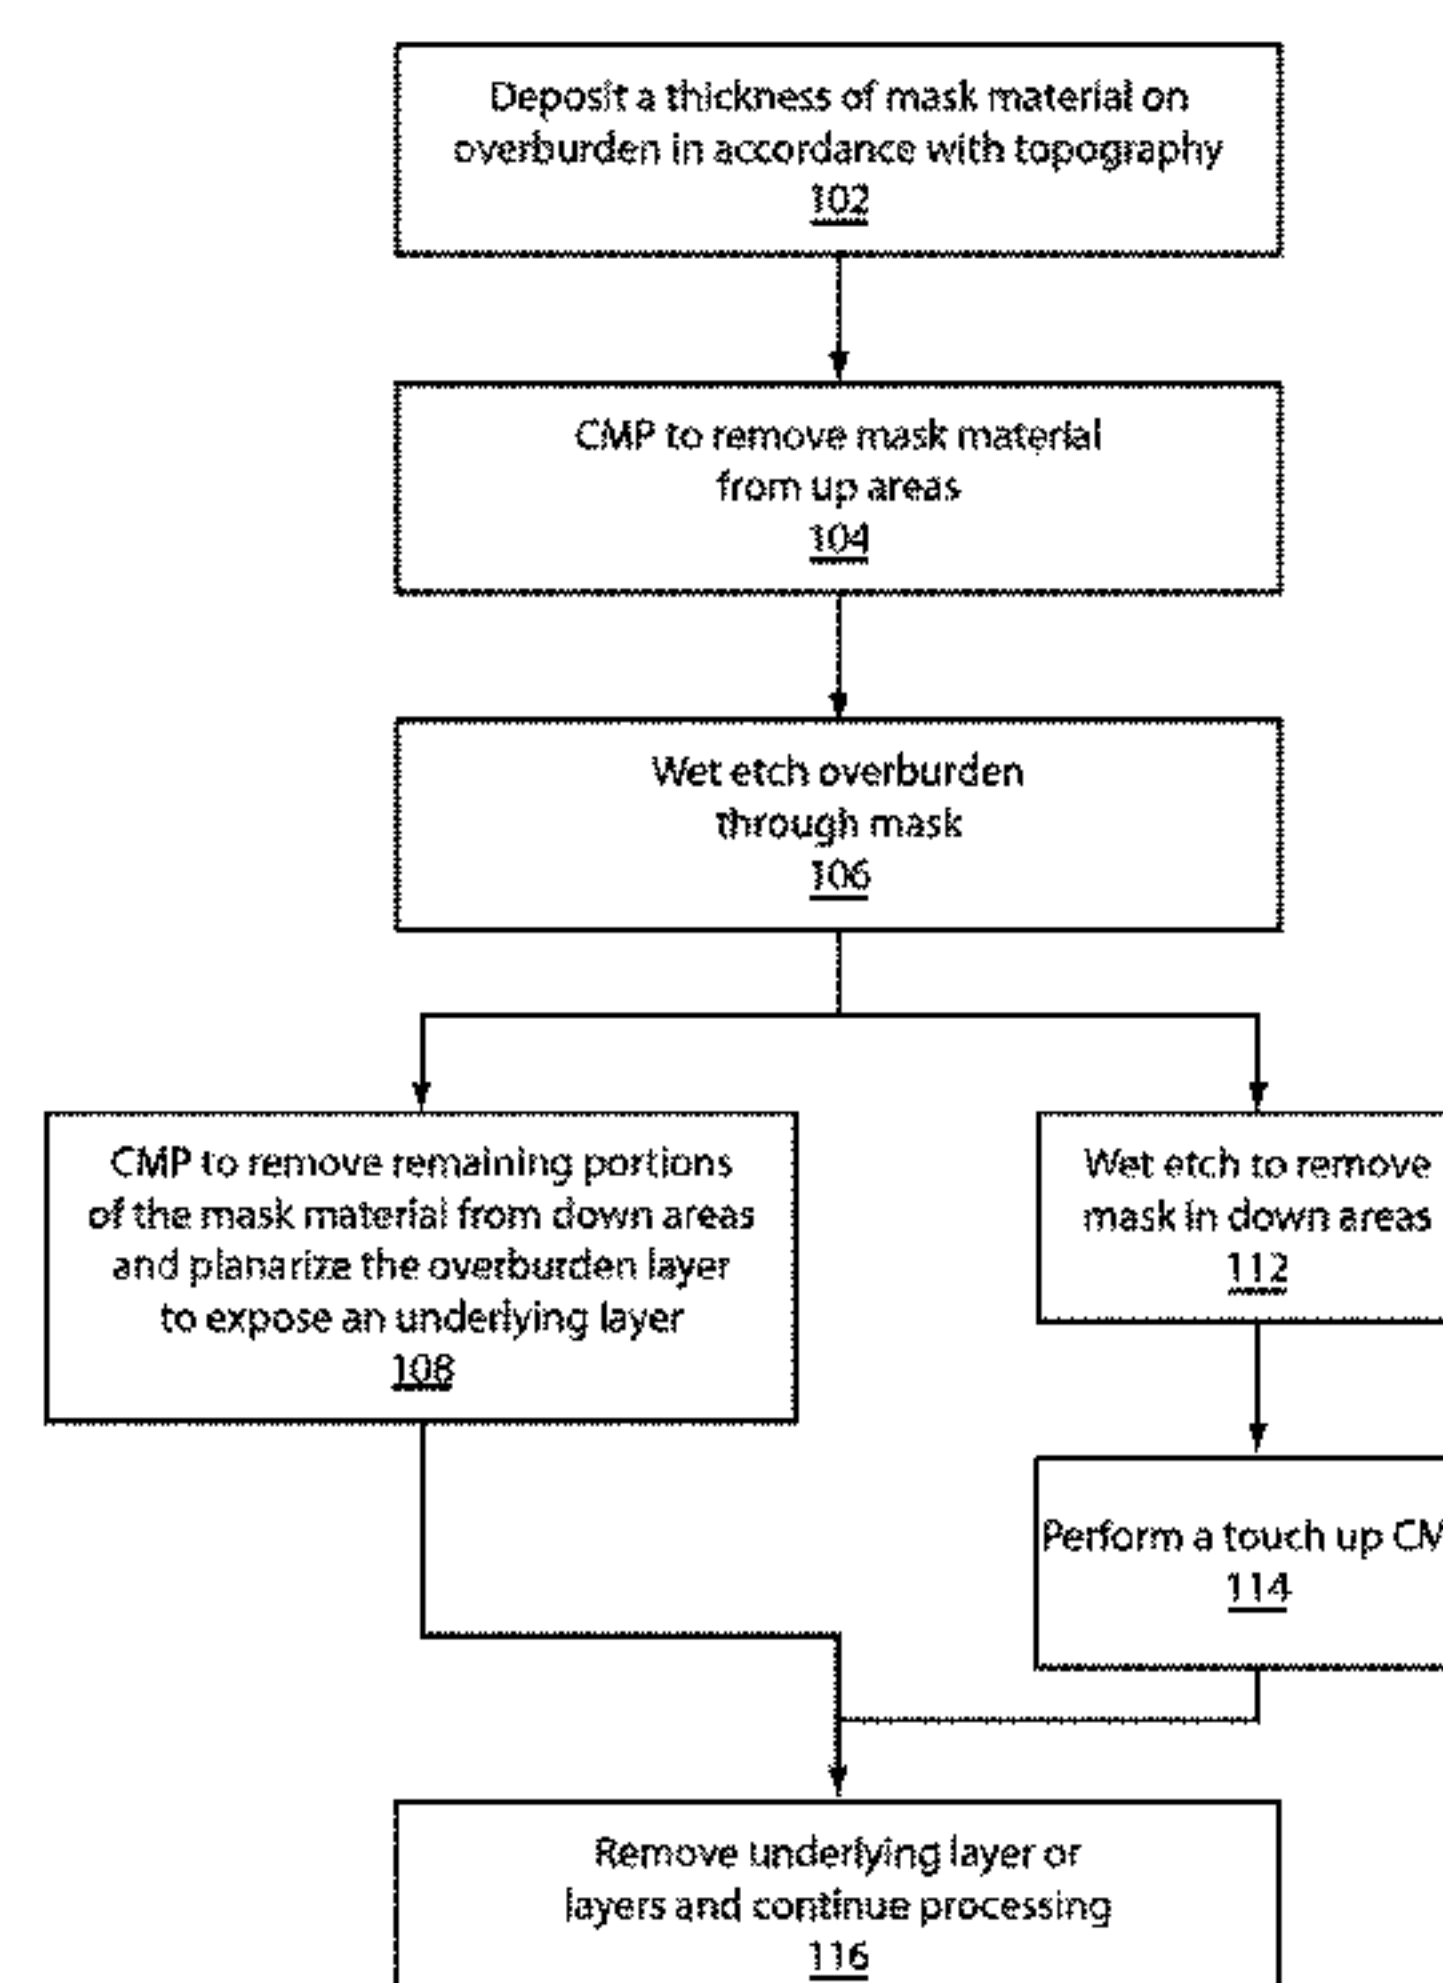 Deposit a thickness of mask material on
overburden in accordance with topography
102
CMP to remove mask material
from up areas
104
Wet etch overburden
through mask
106
CMP to remove remaining portions
of the mask material from down areas
and planarize the overburden layer
to expose an underlying layer
108
Wet etch to remove
mask in down areas
112
Perform a touch up
114
Remove underlying layer or
layers and continue processing
116